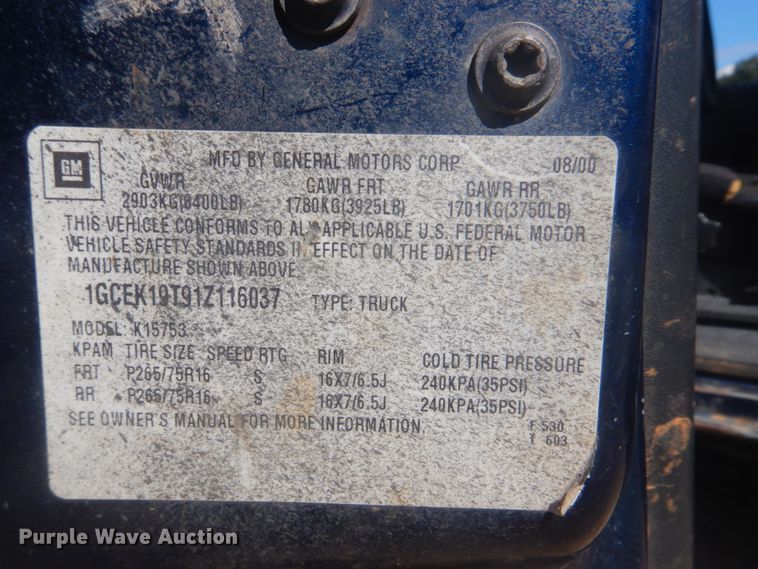 GM
MFD BY GENERAL MOTORS CORP 08/00
GVWR GAWR FRT GAWR RR
2903KG(6400LB) 1780KG(3925LB) 1701KG(3750LB)
THIS VEHICLE CONFORMS TO ALL APPLICABLE U.S. FEDERAL MOTOR
VEHICLE SAFETY STANDARDS IN EFFECT ON THE DATE OF
MANUFACTURE SHOWN ABOVE.
1GCEK19T91Z116037 TYPE: TRUCK
MODEL: K15753
KPAM TIRE SIZE SPEED RTG RIM COLD TIRE PRESSURE
FRT P265/75R16 S 16X7/6.5J 240KPA(35PSI)
RR P265/75R16 S 16X7/6.5J 240KPA(35PSI)
SEE OWNER'S MANUAL FOR MORE INFORMATION.
F 530
T 603
Purple Wave Auction®